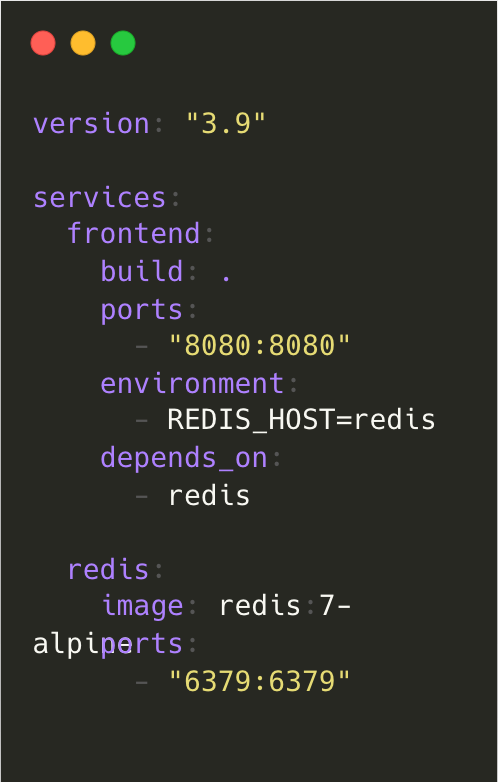 version: "3.9"

services:
  frontend:
    build: .
    ports:
      - "8080:8080"
    environment:
      - REDIS_HOST=redis
    depends_on:
      - redis

  redis:
    image: redis:7-
alpine
    ports:
      - "6379:6379"